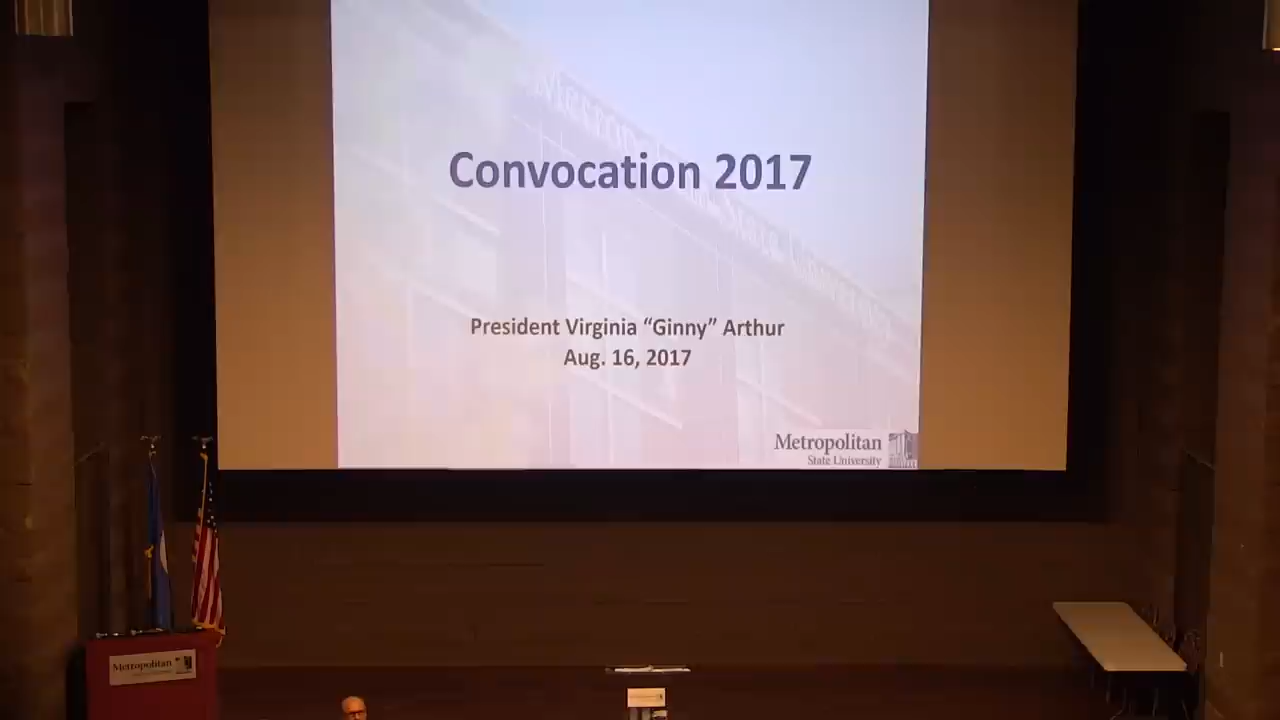 Convocation 2017
President Virginia “Ginny” Arthur
Aug. 16, 2017
Metropolitan
State University
Metropolitan